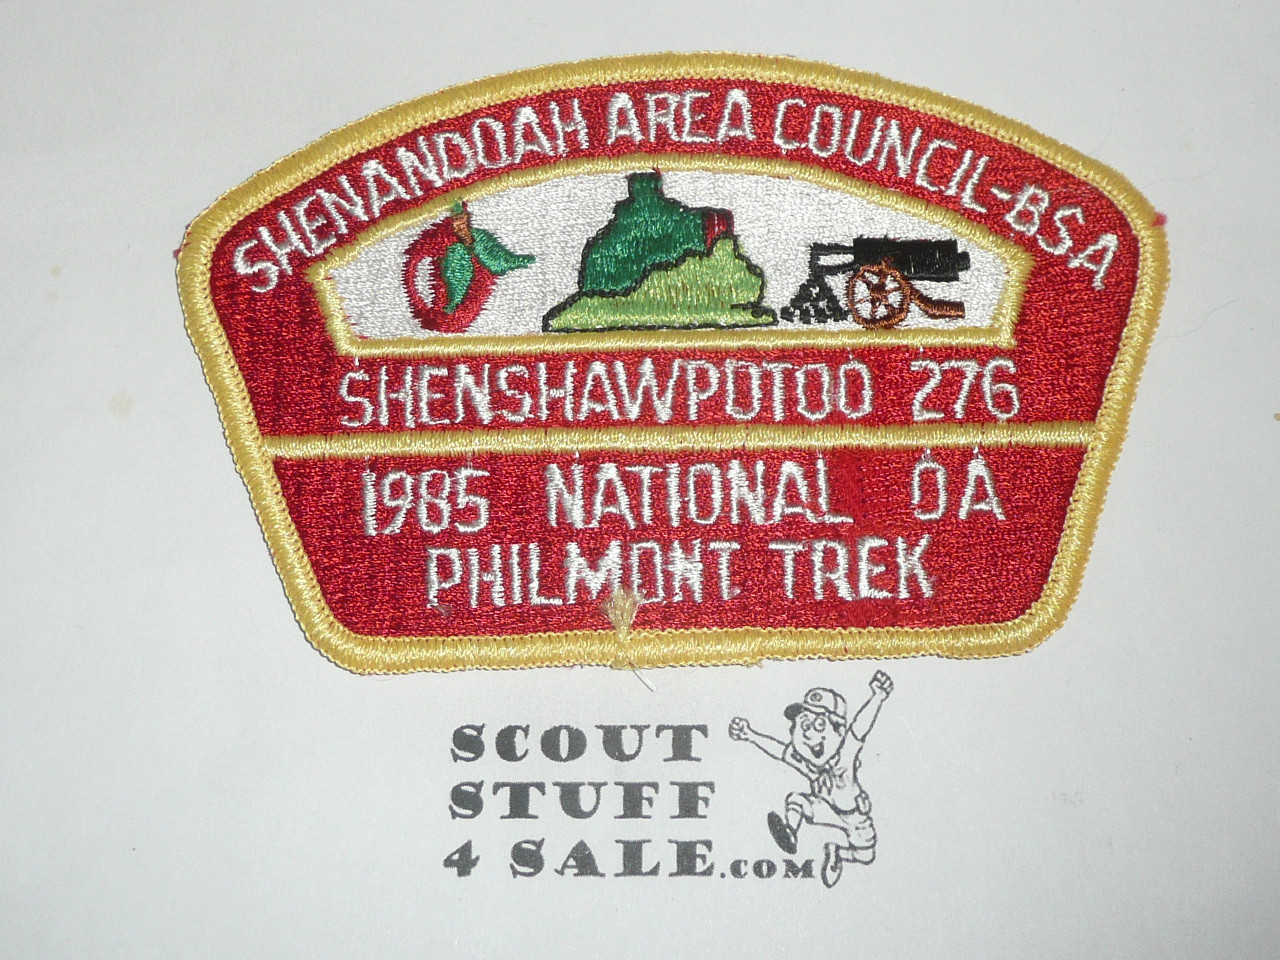 SHENANDOAH AREA COUNCIL-BSA
SHENSHAWPOTOO 276
1985 NATIONAL OA
PHILMONT TREK
SCOUT
STUFF
4 SALE.COM